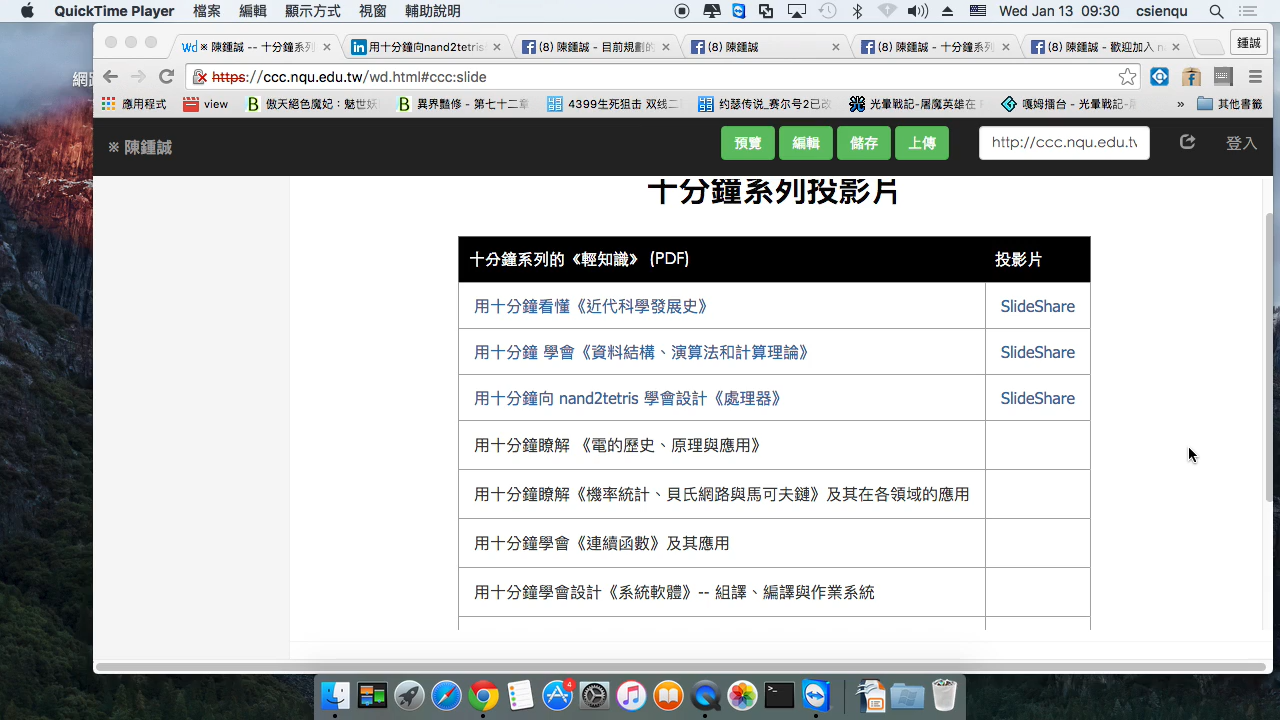 QuickTime Player 檔案 編輯 顯示方式 視窗 輔助說明 Wed Jan 13 09:30 csienqu
Wd ※ 陳鍾誠 -- 十分鐘系列 in 用十分鐘向nand2tetris (8) 陳鍾誠 - 目前規劃的 (8) 陳鍾誠 (8) 陳鍾誠 - 十分鐘系列 (8) 陳鍾誠 - 歡迎加入 鍾誠
https://ccc.nqu.edu.tw/wd.html#ccc:slide
應用程式 view 傲天絕色魔妃：魅 異界醫修 - 第七十二章 4399生死狙击 双线二 约瑟传说_赛尔号2已改 光暈戰記-屠魔英雄在 嘎姆擂台 - 光暈戰記- » 其他書籤
※ 陳鍾誠 預覽 編輯 儲存 上傳 http://ccc.nqu.edu.tv 登入
十分鐘系列投影片
十分鐘系列的《輕知識》 (PDF) 投影片
用十分鐘看懂《近代科學發展史》 SlideShare
用十分鐘 學會《資料結構、演算法和計算理論》 SlideShare
用十分鐘向 nand2tetris 學會設計《處理器》 SlideShare
用十分鐘瞭解 《電的歷史、原理與應用》
用十分鐘瞭解《機率統計、貝氏網路與馬可夫鏈》及其在各領域的應用
用十分鐘學會《連續函數》及其應用
用十分鐘學會設計《系統軟體》-- 組譯、編譯與作業系統
4